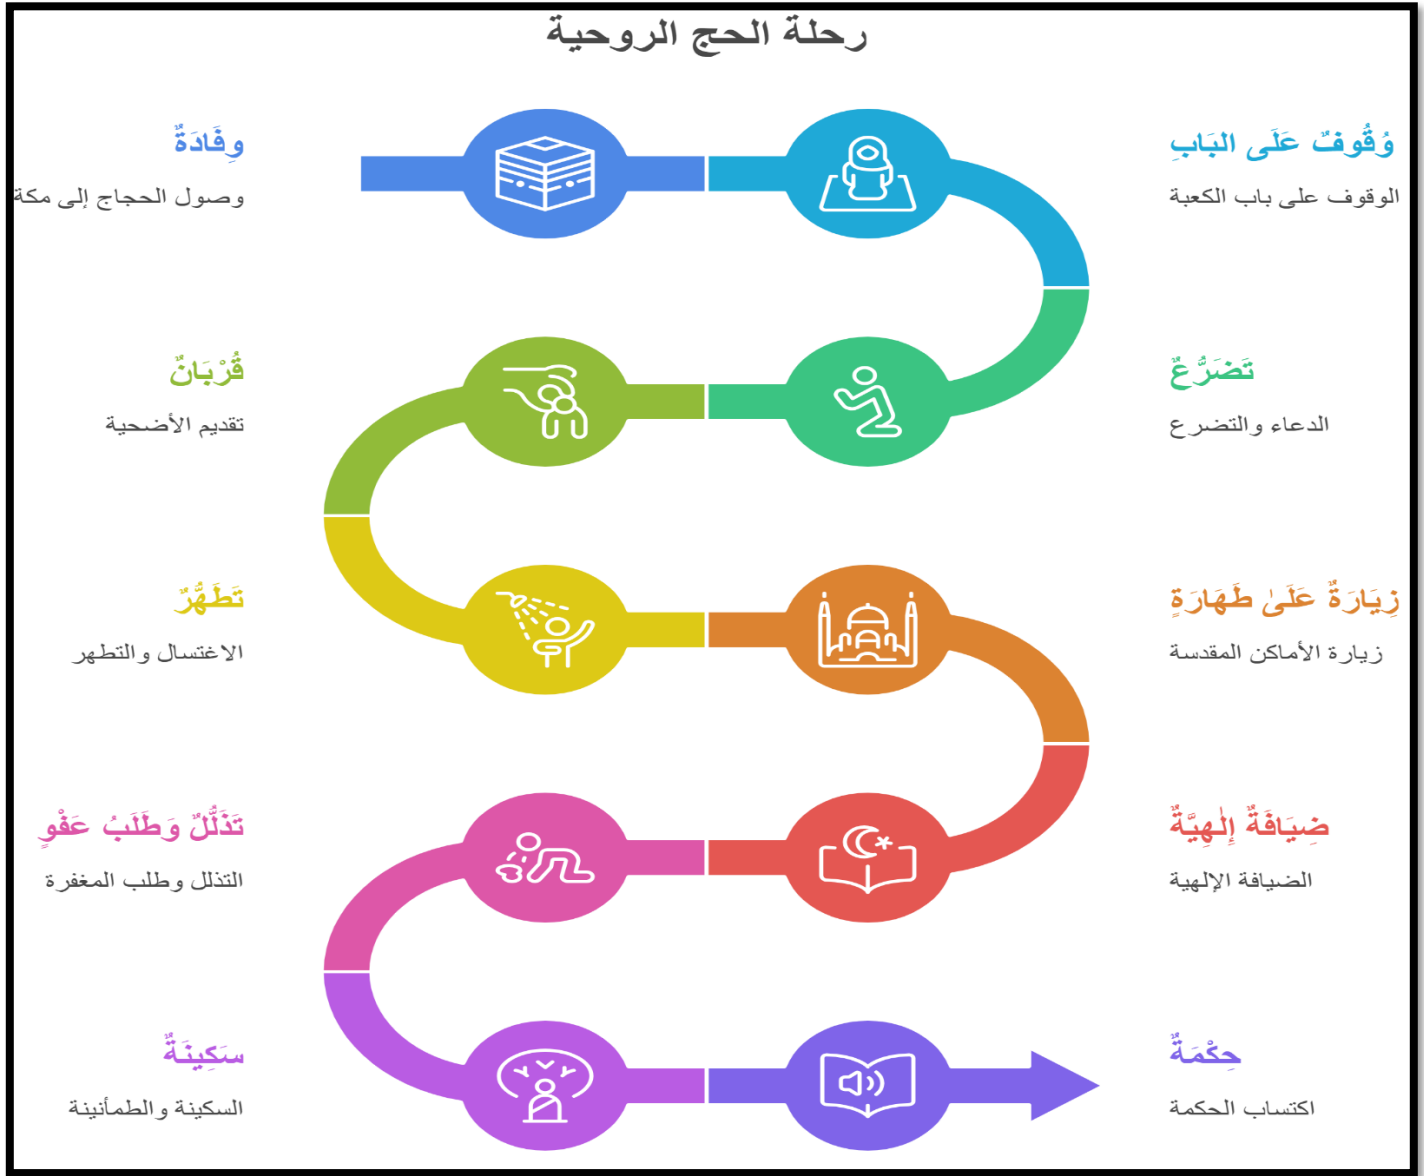 رحلة الحج الروحية
وِفَادَةٌ
وصول الحجاج إلى مكة
وُقُوفٌ عَلَى البَابِ
الوقوف على باب الكعبة
تَضَرُّعٌ
الدعاء والتضرع
قُرْبَانٌ
تقديم الأضحية
تَطَهُّرٌ
الاغتسال والتطهر
زِيَارَةٌ عَلَىٰ طَهَارَةٍ
زيارة الأماكن المقدسة
ضِيَافَةٌ إِلٰهِيَّةٌ
الضيافة الإلهية
تَذَلُّلٌ وَطَلَبُ عَفْوٍ
التذلل وطلب المغفرة
سَكِينَةٌ
السكينة والطمأنينة
حِكْمَةٌ
اكتساب الحكمة